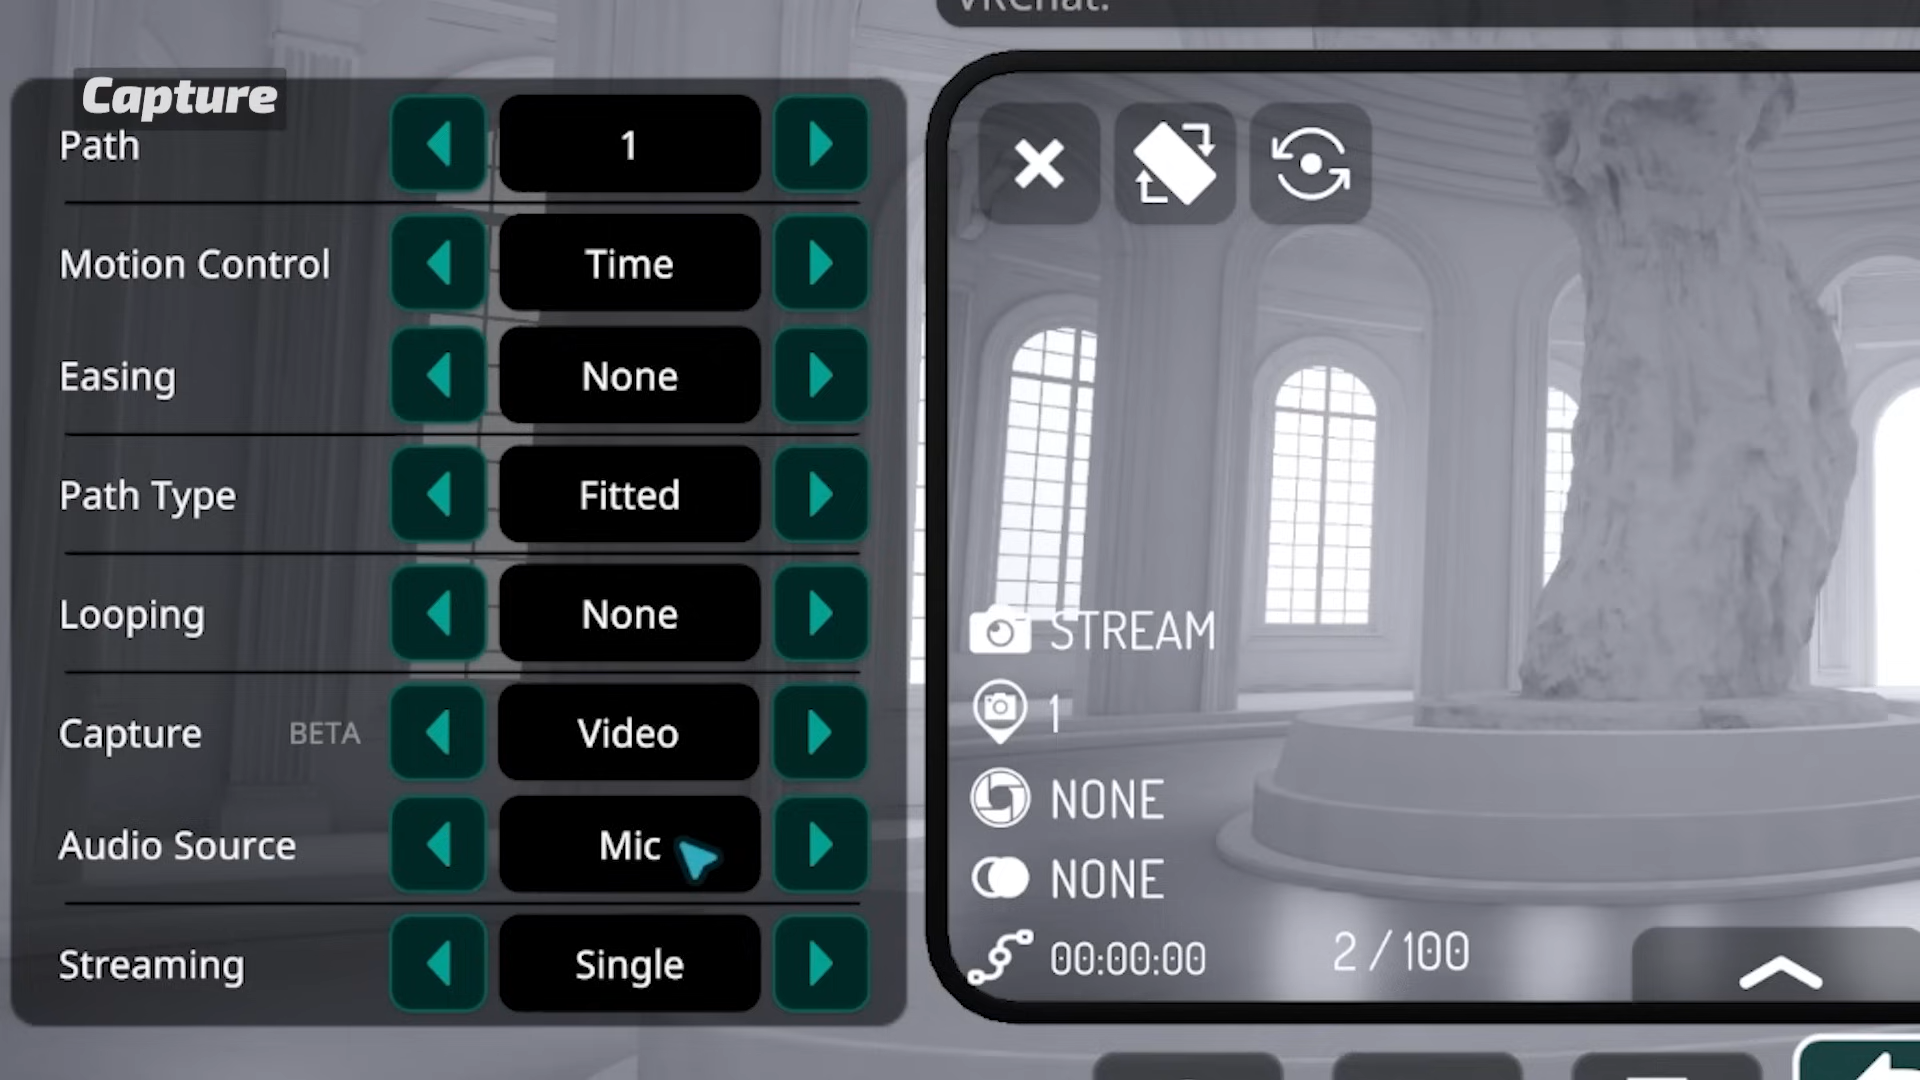 VRChat.
Capture
Path 1
Motion Control Time
Easing None
Path Type Fitted
Looping None
Capture BETA Video
Audio Source Mic
Streaming Single
STREAM
1
NONE
NONE
00:00:00 2 / 100